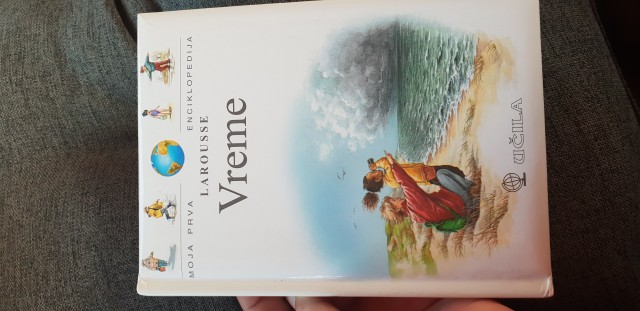 MOJA PRVA ENCIKLOPEDIJA
LAROUSSE
Vreme
UČILA